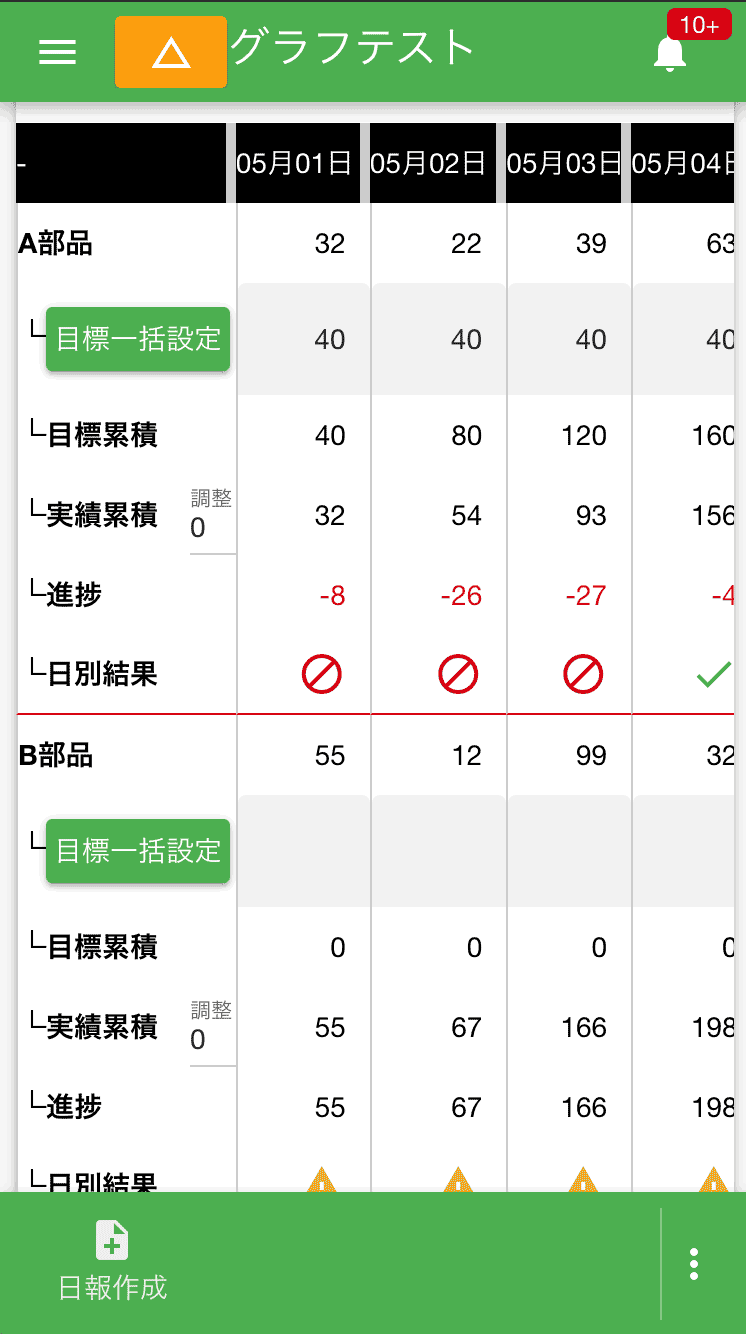 グラフテスト
10+
- 05月01日 05月02日 05月03日 05月04日
A部品 32 22 39 63
└ 目標一括設定 40 40 40 40
└目標累積 40 80 120 160
└実績累積 調整 0 32 54 93 156
└進捗 -8 -26 -27 -4
└日別結果
B部品 55 12 99 32
└ 目標一括設定
└目標累積 0 0 0 0
└実績累積 調整 0 55 67 166 198
└進捗 55 67 166 198
└日別結果
日報作成